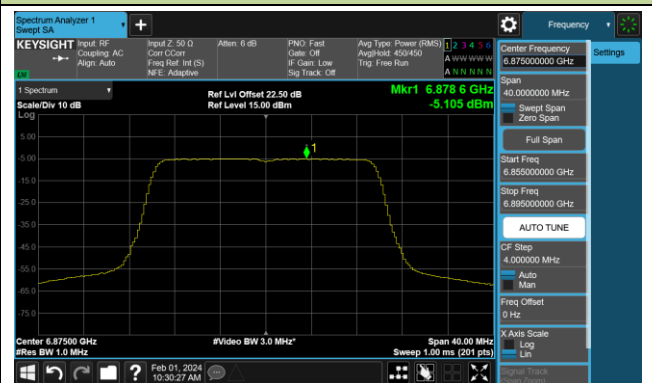 Spectrum Analyzer 1
Swept SA
Frequency
KEYSIGHT
Input: RF
Coupling: AC
Align: Auto
Input Z: 50 Ω
Corr CCorr
Freq Ref: Int (S)
NFE: Adaptive
Atten: 6 dB
PNO: Fast
Gate: Off
IF Gain: Low
Sig Track: Off
Avg Type: Power (RMS)
Avg|Hold: 450/450
Trig: Free Run
1 2 3 4 5 6
A W W W W W
A N N N N N
LXI
1 Spectrum
Scale/Div 10 dB
Log
Ref Lvl Offset 22.50 dB
Ref Level 15.00 dBm
Mkr1 6.878 6 GHz
-5.105 dBm
1
5.00
-5.00
-15.0
-25.0
-35.0
-45.0
-55.0
-65.0
-75.0
Center 6.87500 GHz
#Res BW 1.0 MHz
#Video BW 3.0 MHz*
Span 40.00 MHz
Sweep 1.00 ms (201 pts)
Feb 01, 2024
10:30:27 AM
Center Frequency
6.875000000 GHz
Settings
Span
40.0000000 MHz
Swept Span
Zero Span
Full Span
Start Freq
6.855000000 GHz
Stop Freq
6.895000000 GHz
AUTO TUNE
CF Step
4.000000 MHz
Auto
Man
Freq Offset
0 Hz
X Axis Scale
Log
Lin
Signal Track
(Span Zoom)